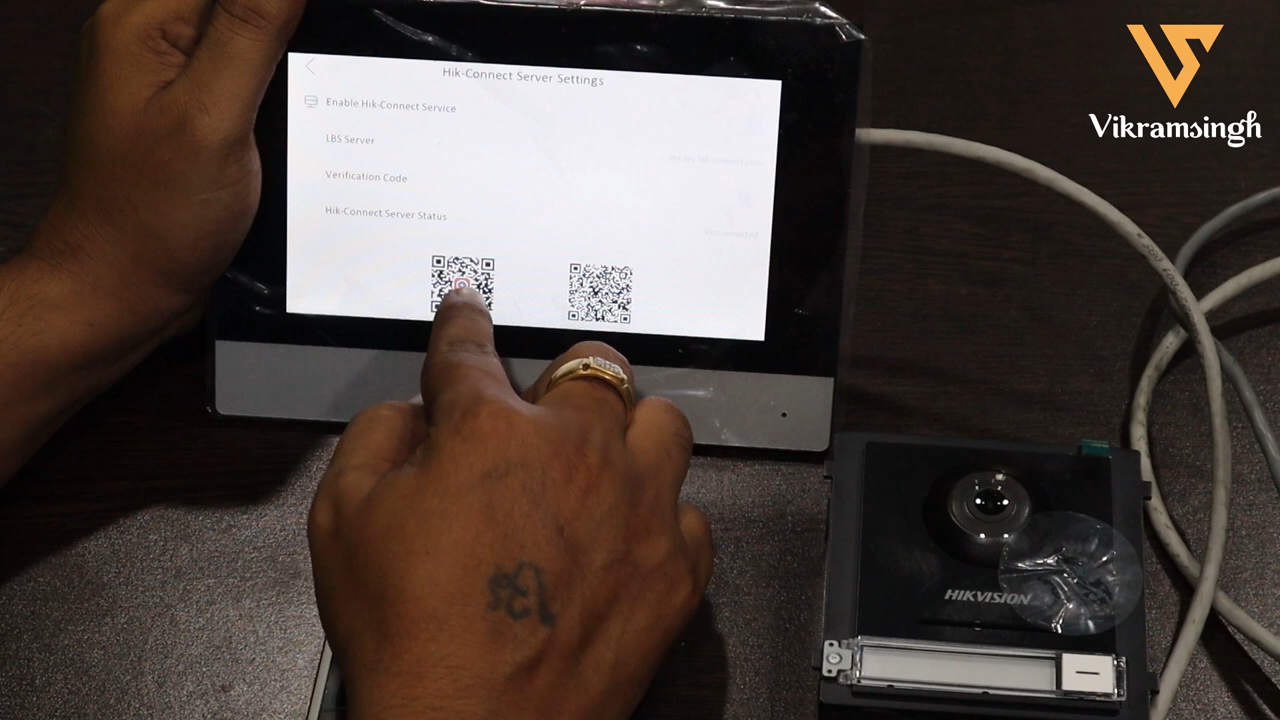 Vikramsingh
Hik-Connect Server Settings
Enable Hik-Connect Service
LBS Server
Verification Code
Hik-Connect Server Status
HIKVISION